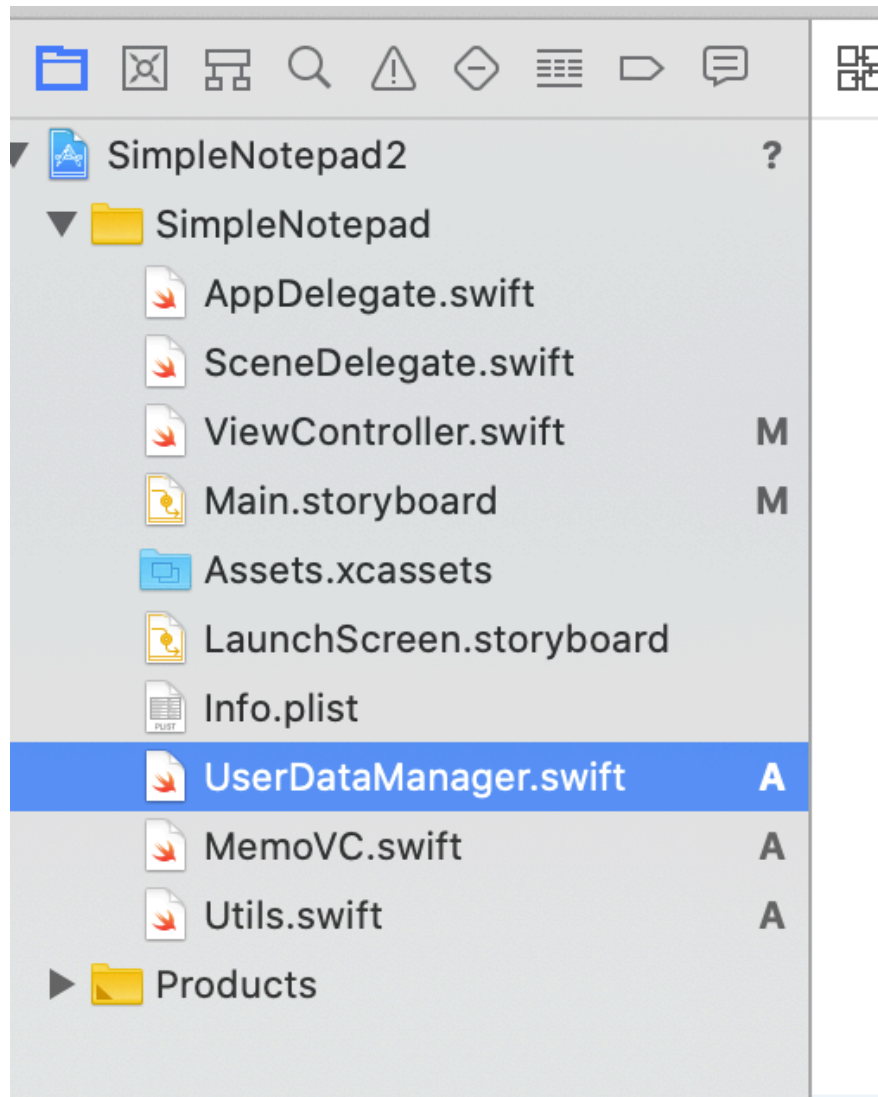 SimpleNotepad2 ?
SimpleNotepad
AppDelegate.swift
SceneDelegate.swift
ViewController.swift M
Main.storyboard M
Assets.xcassets
LaunchScreen.storyboard
PLIST Info.plist
UserDataManager.swift A
MemoVC.swift A
Utils.swift A
Products